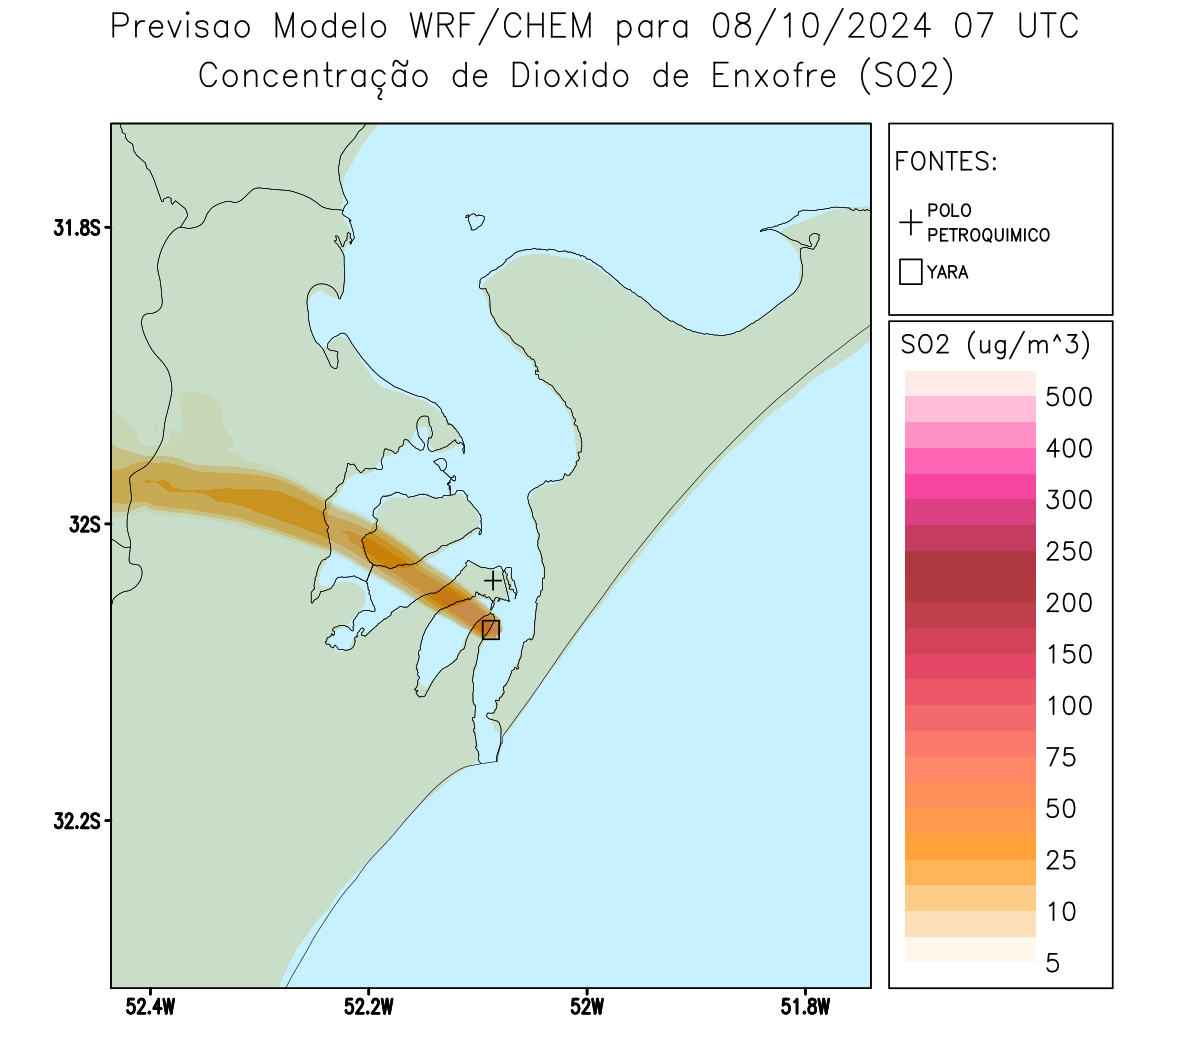 Previsao Modelo WRF/CHEM para 08/10/2024 07 UTC
Concentração de Dioxido de Enxofre (SO2)
FONTES:
POLO
PETROQUIMICO
YARA
SO2 (ug/m^3)
500
400
300
250
200
150
100
75
50
25
10
5
31.8S
32S
32.2S
52.4W
52.2W
52W
51.8W